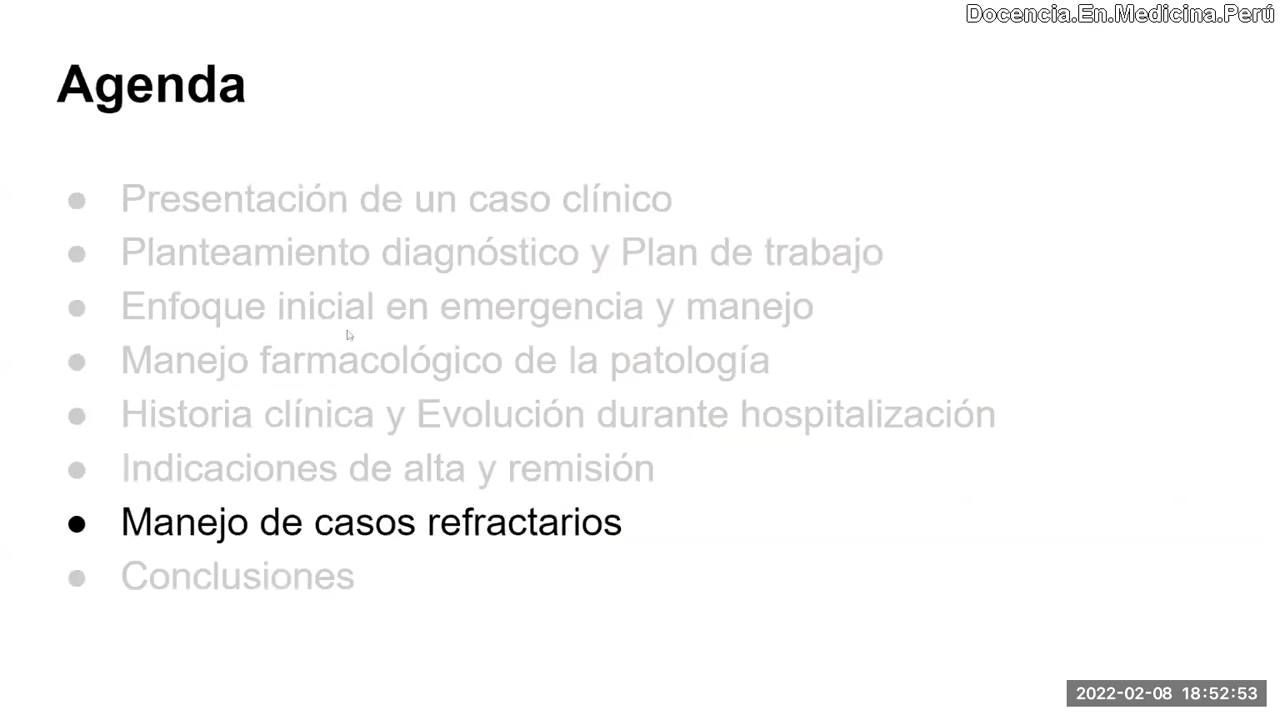 Docencia.En.Medicina.Perú
Agenda
● Presentación de un caso clínico
● Planteamiento diagnóstico y Plan de trabajo
● Enfoque inicial en emergencia y manejo
● Manejo farmacológico de la patología
● Historia clínica y Evolución durante hospitalización
● Indicaciones de alta y remisión
● Manejo de casos refractarios
● Conclusiones
2022-02-08 18:52:53